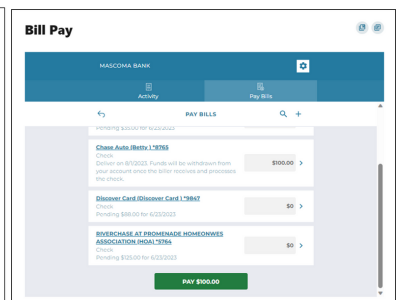 Bill Pay
MASCOMA BANK
Activity
Pay Bills
PAY BILLS
Pending $35.00 for 6/23/2023
Chase Auto (Betty ) *8765
Check
Deliver on 8/1/2023. Funds will be withdrawn from
your account once the biller receives and processes
the check.
$100.00
Discover Card (Discover Card ) *9847
Check
Pending $80.00 for 6/23/2023
$0
RIVERCHASE AT PROMENADE HOMEONWES
ASSOCIATION (HOA) *5764
Check
Pending $125.00 for 6/23/2023
$0
PAY $100.00